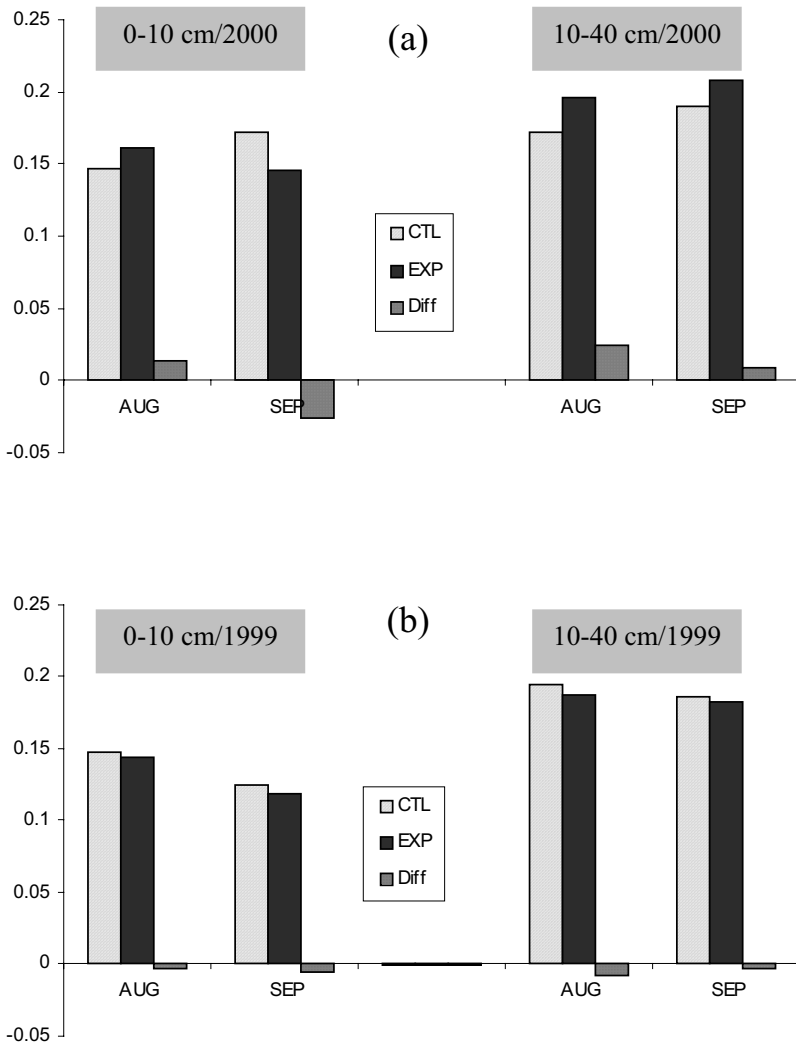 0.25
0-10 cm/2000
(a)
10-40 cm/2000
0.2
0.15
0.1
0.05
0
-0.05
CTL
EXP
Diff
AUG
SEP
AUG
SEP
0.25
0-10 cm/1999
(b)
10-40 cm/1999
0.2
0.15
0.1
0.05
0
-0.05
CTL
EXP
Diff
AUG
SEP
AUG
SEP